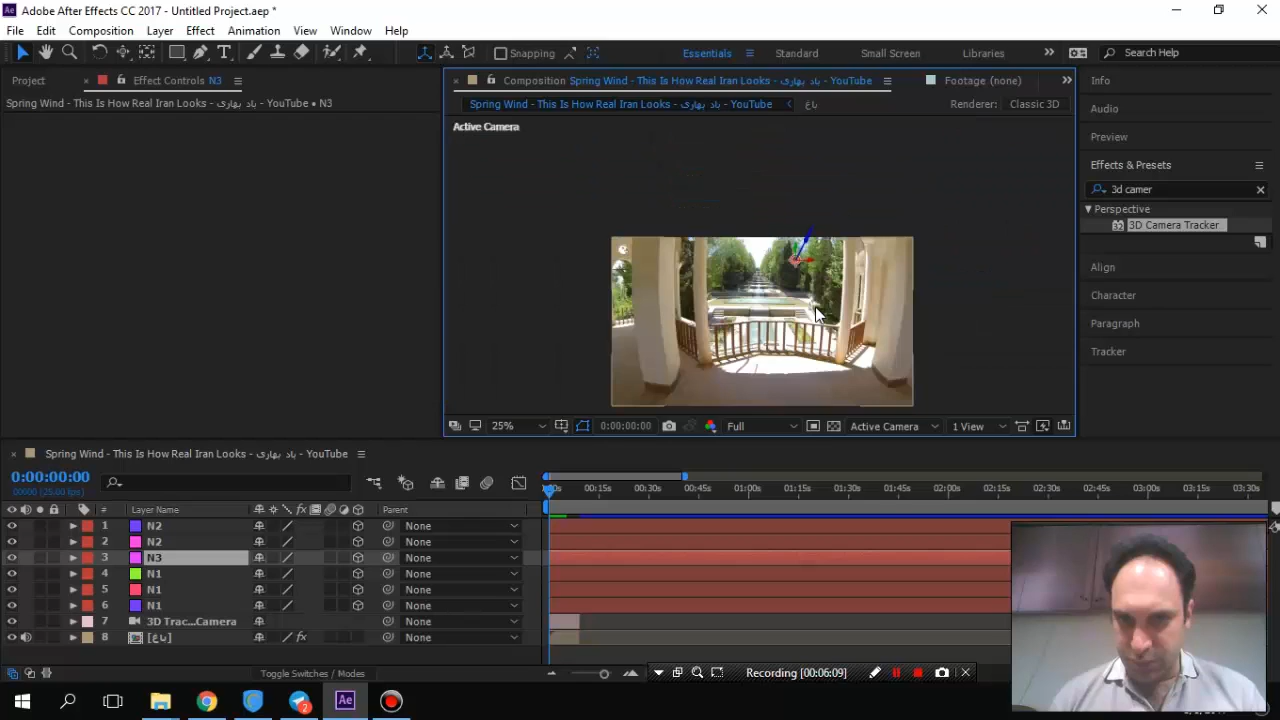 Adobe After Effects CC 2017 - Untitled Project.aep *
File Edit Composition Layer Effect Animation View Window Help
Snapping Essentials Standard Small Screen Libraries Search Help
Project Effect Controls N3 Composition Spring Wind - This Is How Real Iran Looks - باد بهاری - YouTube Footage (none) Info
Spring Wind - This Is How Real Iran Looks - باد بهاری - YouTube • N3 Spring Wind - This Is How Real Iran Looks - باد بهاری - YouTube باغ Renderer: Classic 3D Audio
Active Camera Preview
Effects & Presets
3d camer
Perspective
3D Camera Tracker
Align
Character
Paragraph
Tracker
25% 0:00:00:00 Full Active Camera 1 View
Spring Wind - This Is How Real Iran Looks - باد بهاری - YouTube
0:00:00:00
00000 (25.00 fps)
00s 00:15s 00:30s 00:45s 01:00s 01:15s 01:30s 01:45s 02:00s 02:15s 02:30s 02:45s 03:00s 03:15s 03:30s
# Layer Name Parent
1 N2 None
2 N2 None
3 N3 None
4 N1 None
5 N1 None
6 N1 None
7 3D Trac...Camera None
8 [باغ] fx None
Toggle Switches / Modes Recording [00:06:09]
2
Ae